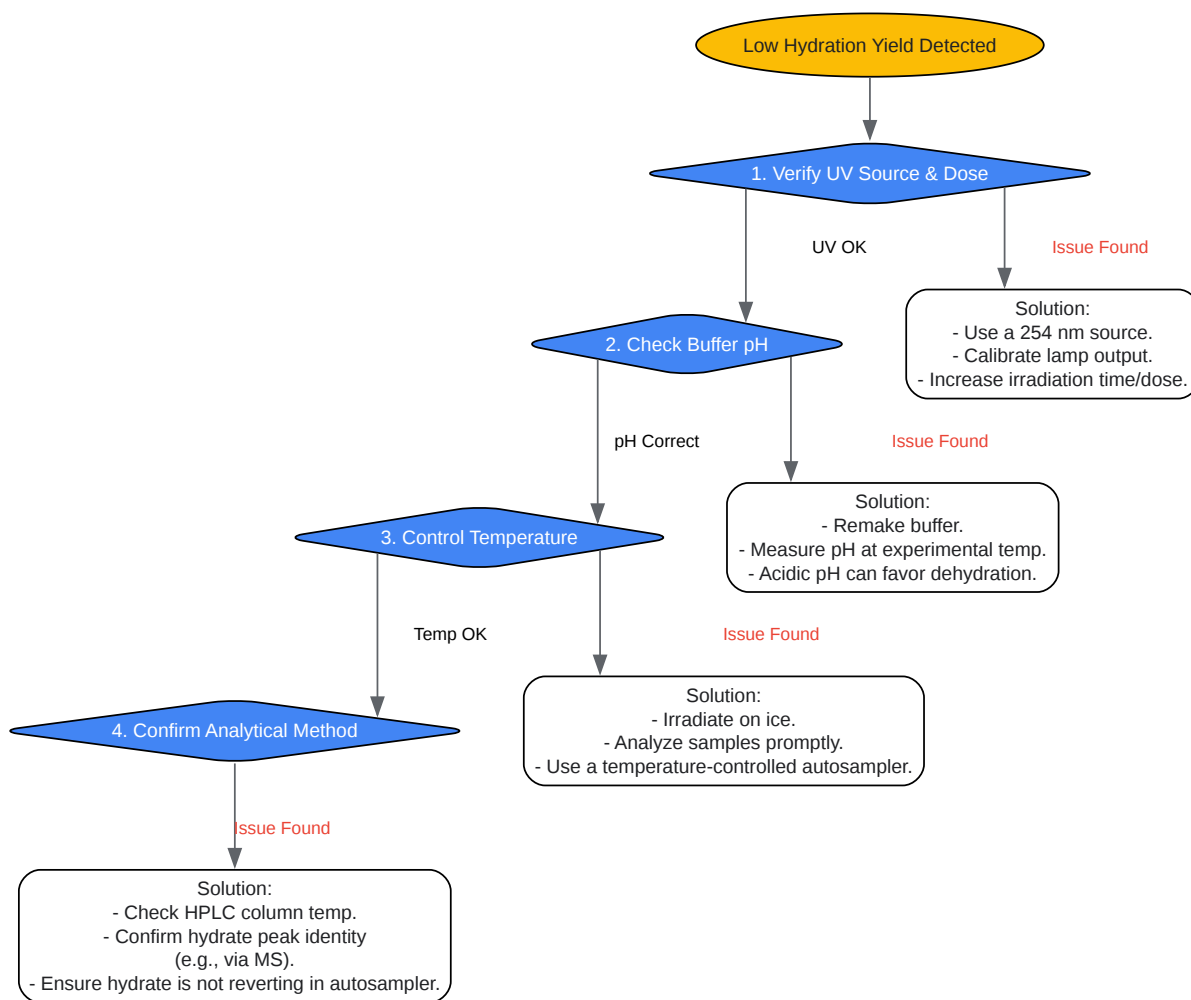 Low Hydration Yield Detected
1. Verify UV Source & Dose
UV OK
Issue Found
Solution:
- Use a 254 nm source.
- Calibrate lamp output.
- Increase irradiation time/dose.
2. Check Buffer pH
pH Correct
Issue Found
Solution:
- Remake buffer.
- Measure pH at experimental temp.
- Acidic pH can favor dehydration.
3. Control Temperature
Temp OK
Issue Found
Solution:
- Irradiate on ice.
- Analyze samples promptly.
- Use a temperature-controlled autosampler.
4. Confirm Analytical Method
Issue Found
Solution:
- Check HPLC column temp.
- Confirm hydrate peak identity
(e.g., via MS).
- Ensure hydrate is not reverting in autosampler.